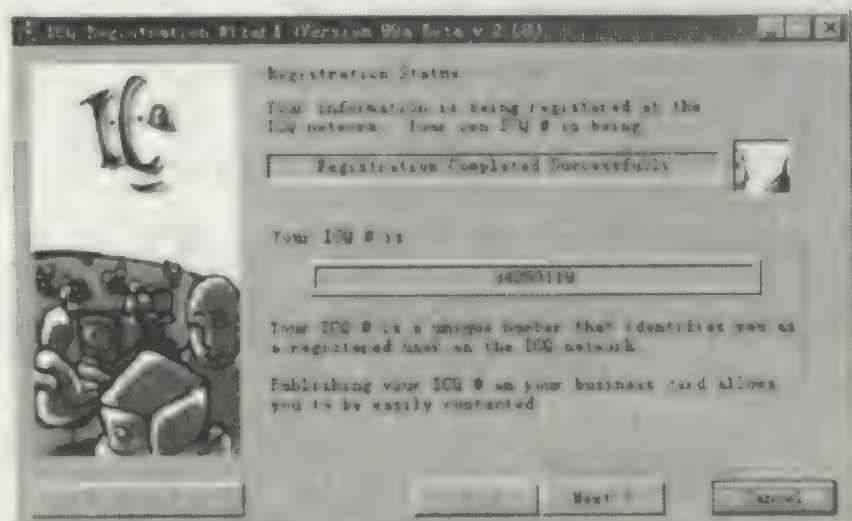 ICQ Registration Wizard (Version 99a Beta v 2.
Registration Status
Your information is being registered at the
ICQ network. Your own ICQ # is being
Registration Completed Successfully
Your ICQ # is
34253119
Your ICQ # is a unique number that identifies you as
a registered user on the ICQ network
Publishing your ICQ # on your business card allows
you to be easily contacted
Next
Cancel